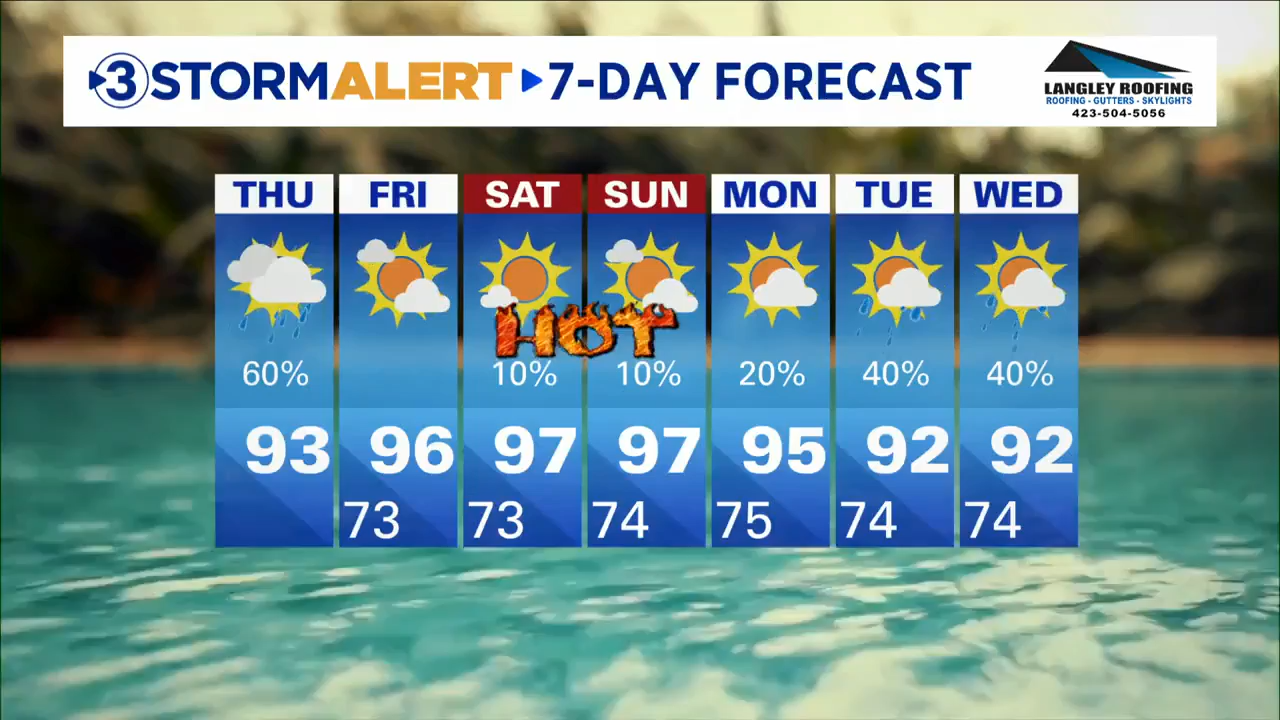 3 STORMALERT 7-DAY FORECAST
LANGLEY ROOFING
ROOFING - GUTTERS - SKYLIGHTS
423-504-5056
THU FRI SAT SUN MON TUE WED
HOT
60% 10% 10% 20% 40% 40%
93 96 97 97 95 92 92
73 73 74 75 74 74